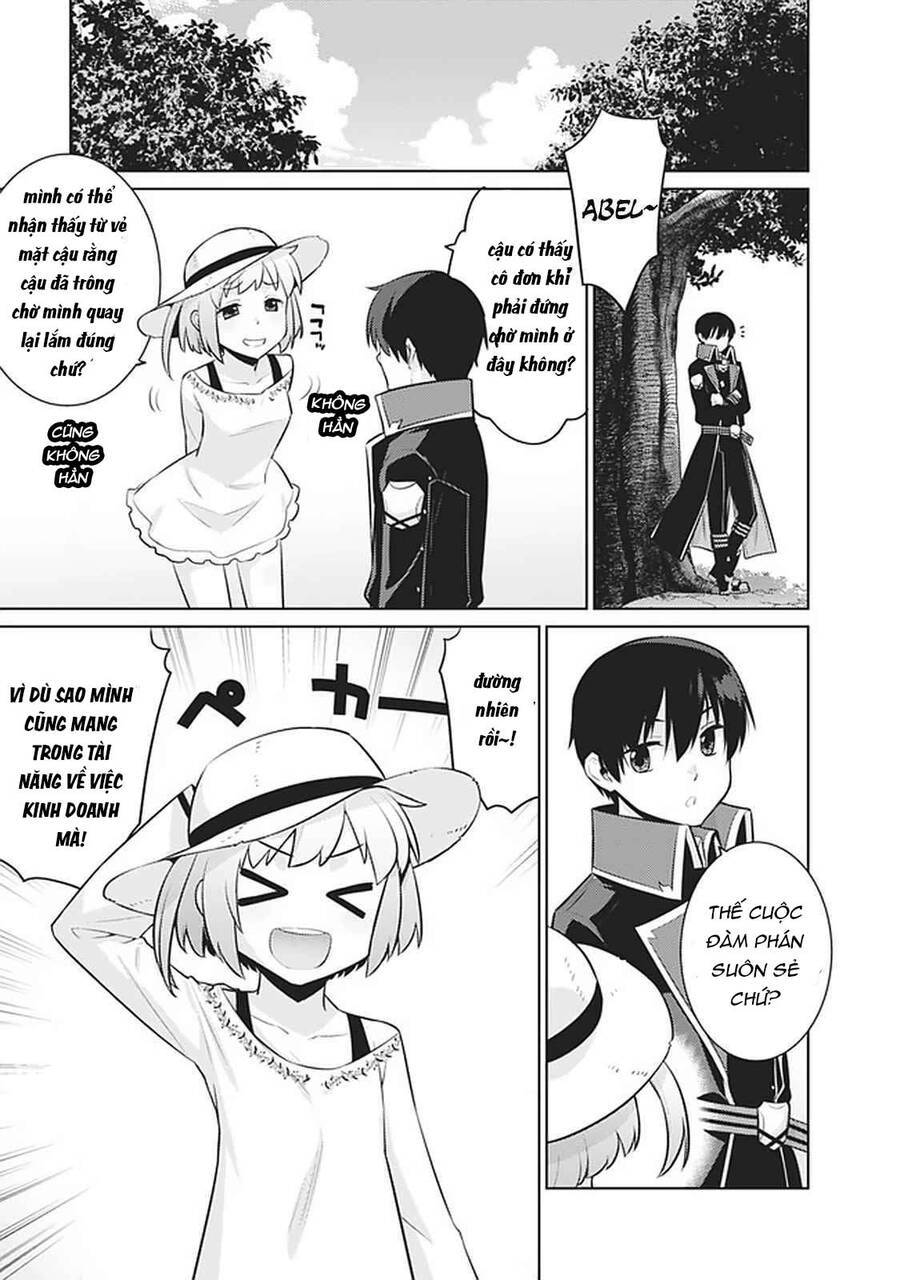 ABEL~
cậu có thấy
cô đơn khi
phải đứng
chờ mình ở
đây không?
KHÔNG
HẲN
mình có thể
nhận thấy từ vẻ
mặt cậu rằng
cậu đã trông
chờ mình quay
lại lắm đúng
chứ?
CŨNG
KHÔNG
HẲN
THẾ CUỘC
ĐÀM PHÁN
SUÔN SẺ
CHỨ?
đường
nhiên
rồi~!
ペカー
VÌ DÙ SAO MÌNH
CŨNG MANG
TRONG TÀI
NĂNG VỀ VIỆC
KINH DOANH
MÀ!